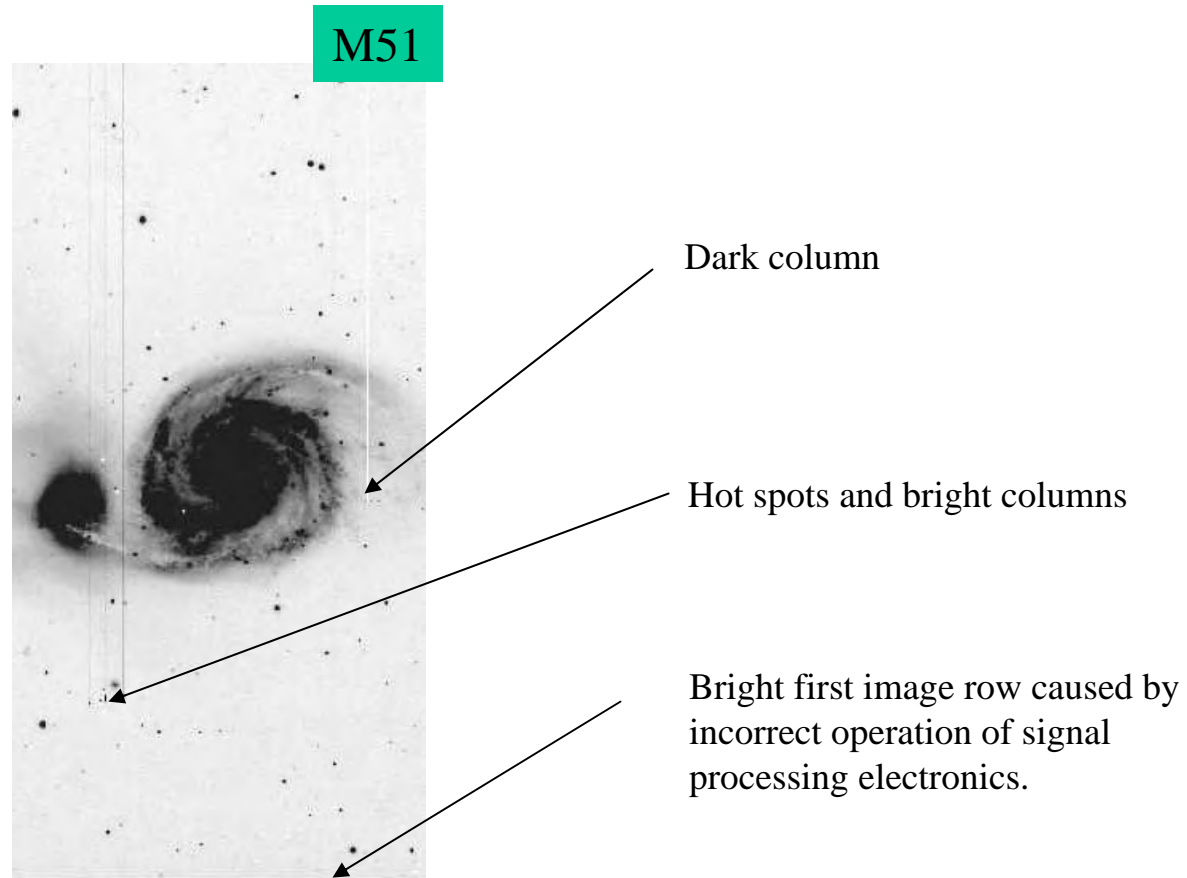 M51
Dark column
Hot spots and bright columns
Bright first image row caused by
incorrect operation of signal
processing electronics.